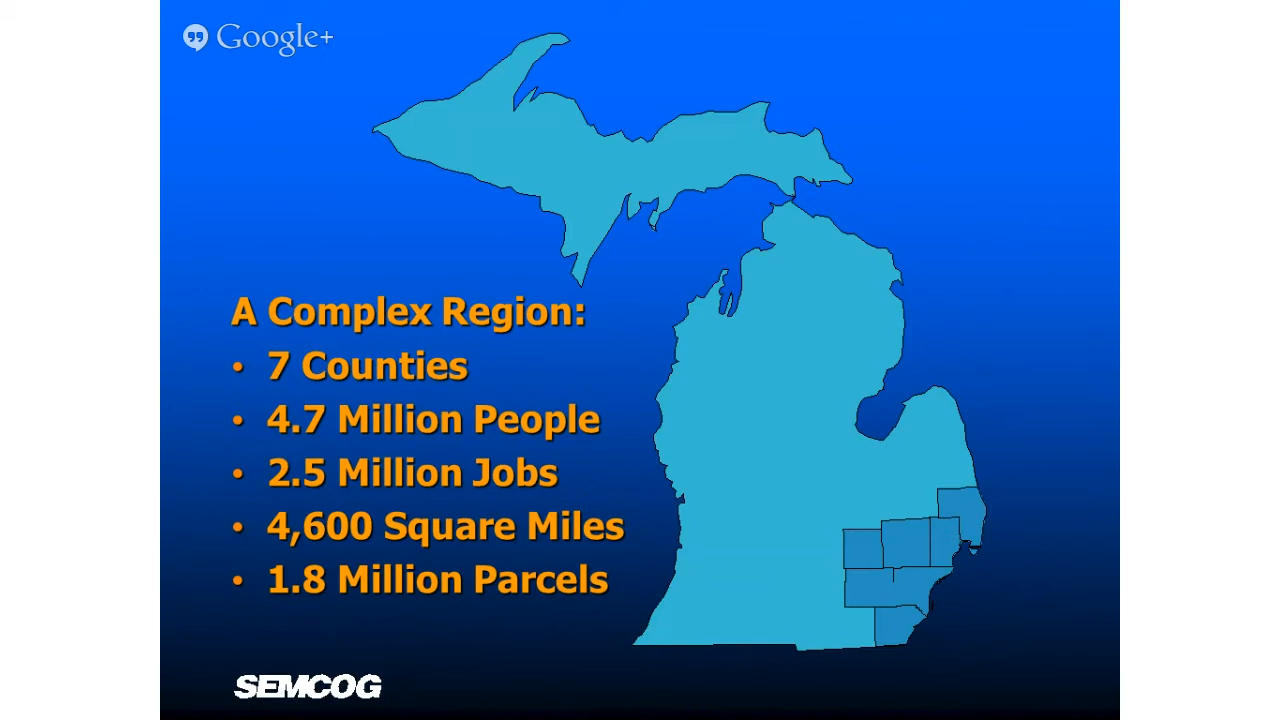 Google+
A Complex Region:
• 7 Counties
• 4.7 Million People
• 2.5 Million Jobs
• 4,600 Square Miles
• 1.8 Million Parcels
SEMCOG